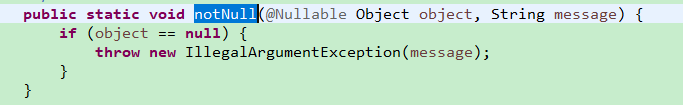 public static void notNull(@Nullable Object object, String message) {
    if (object == null) {
        throw new IllegalArgumentException(message);
    }
}